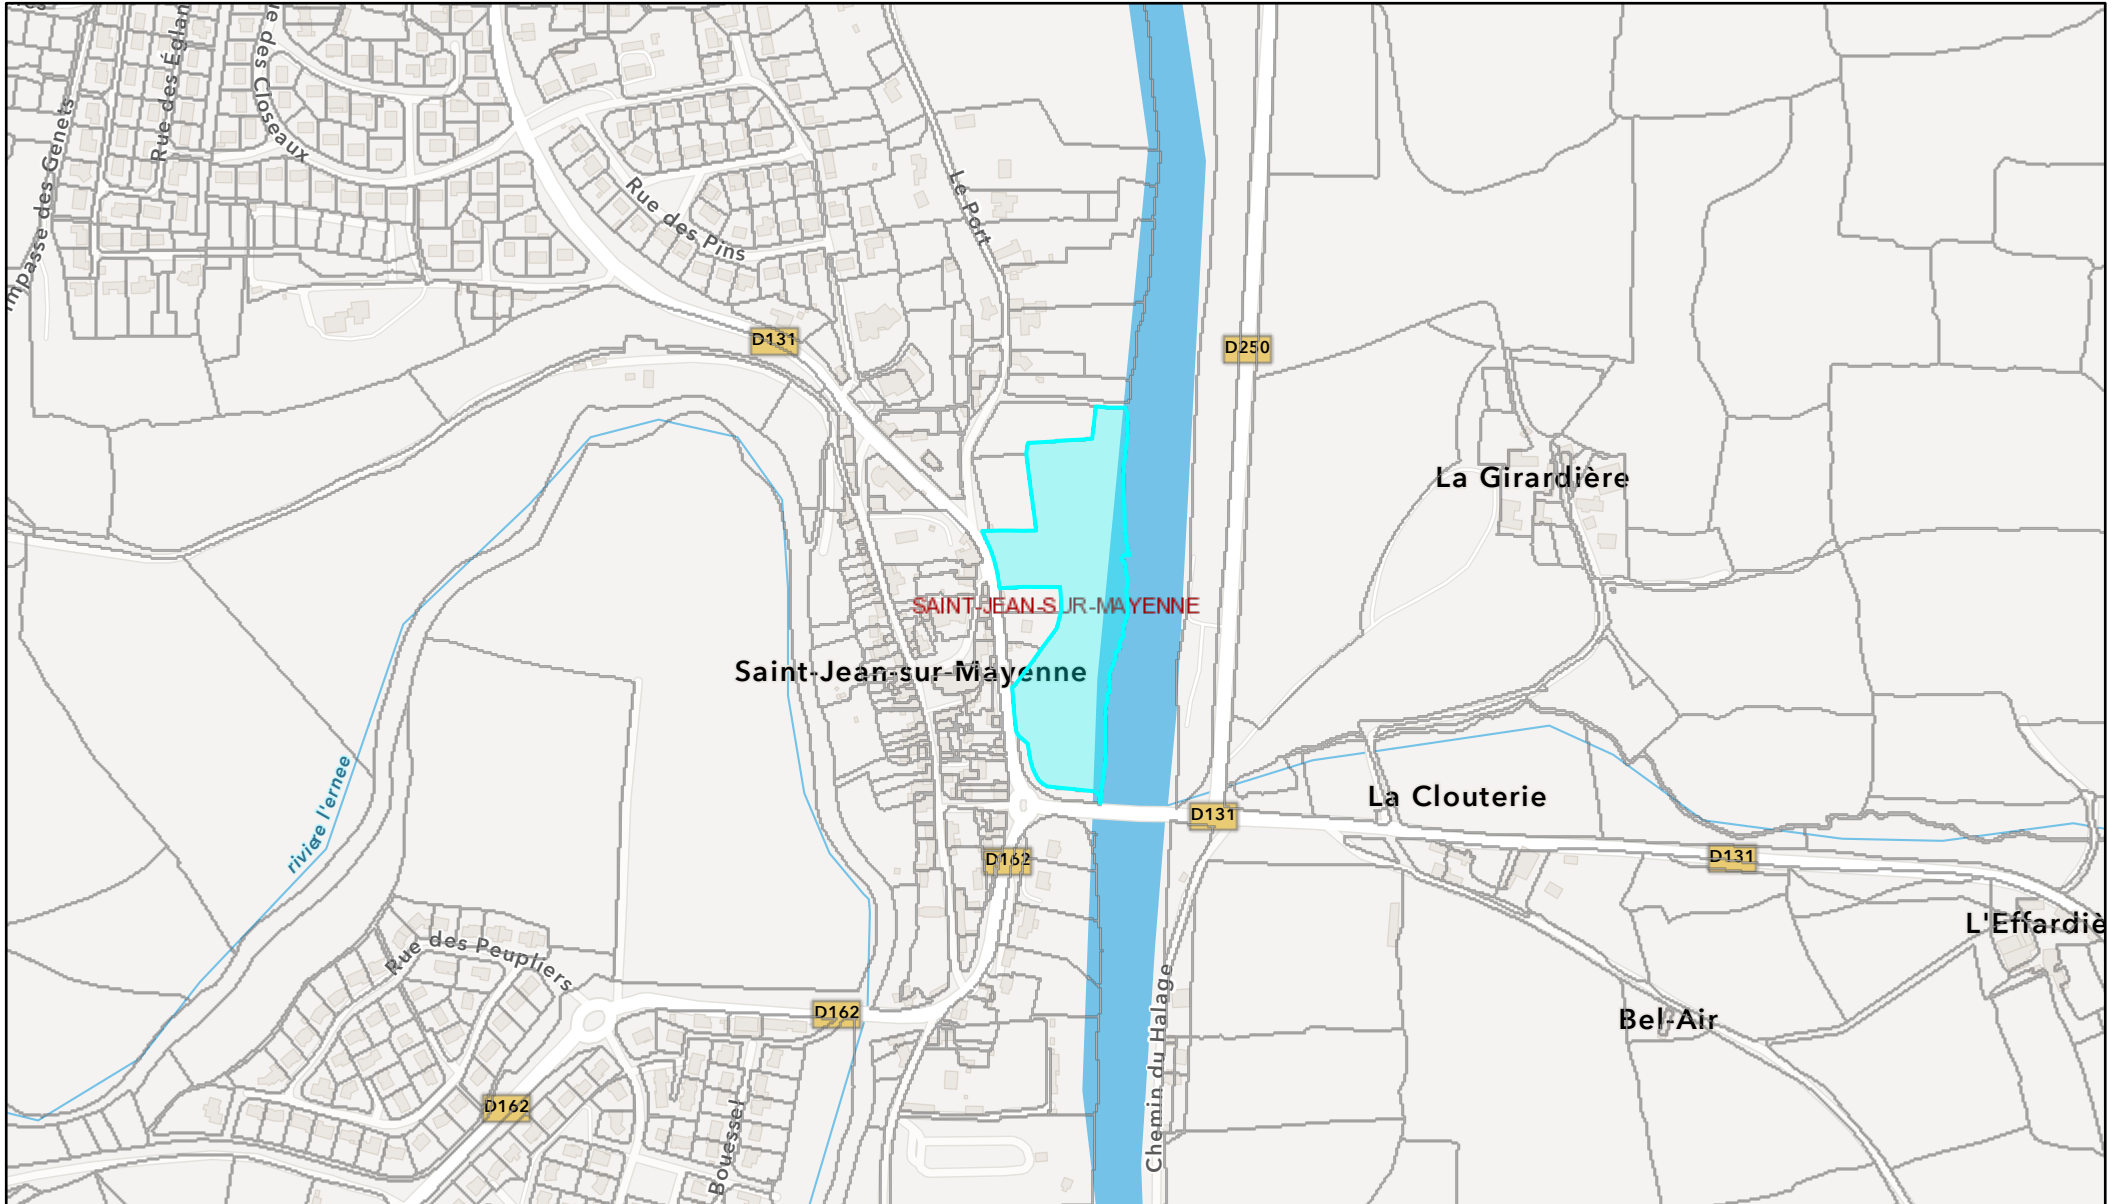 Rue des Églan
e des Closeaux
Impasse des Genets
Rue des Pins
Le Port
D131
D250
La Girardière
SAINT-JEAN-SUR-MAYENNE
Saint-Jean-sur-Mayenne
rivière l'ernee
La Clouterie
D131
D162
D131
L'Effardiè
Rue des Peupliers
D162
Bel-Air
Chemin du Halage
D162
Bouessel